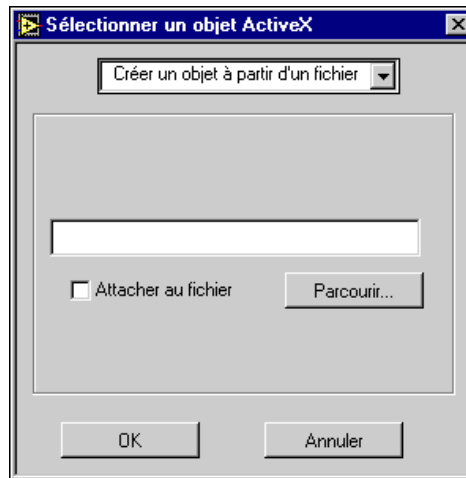 Sélectionner un objet ActiveX
Créer un objet à partir d'un fichier
Attacher au fichier
Parcourir...
OK
Annuler